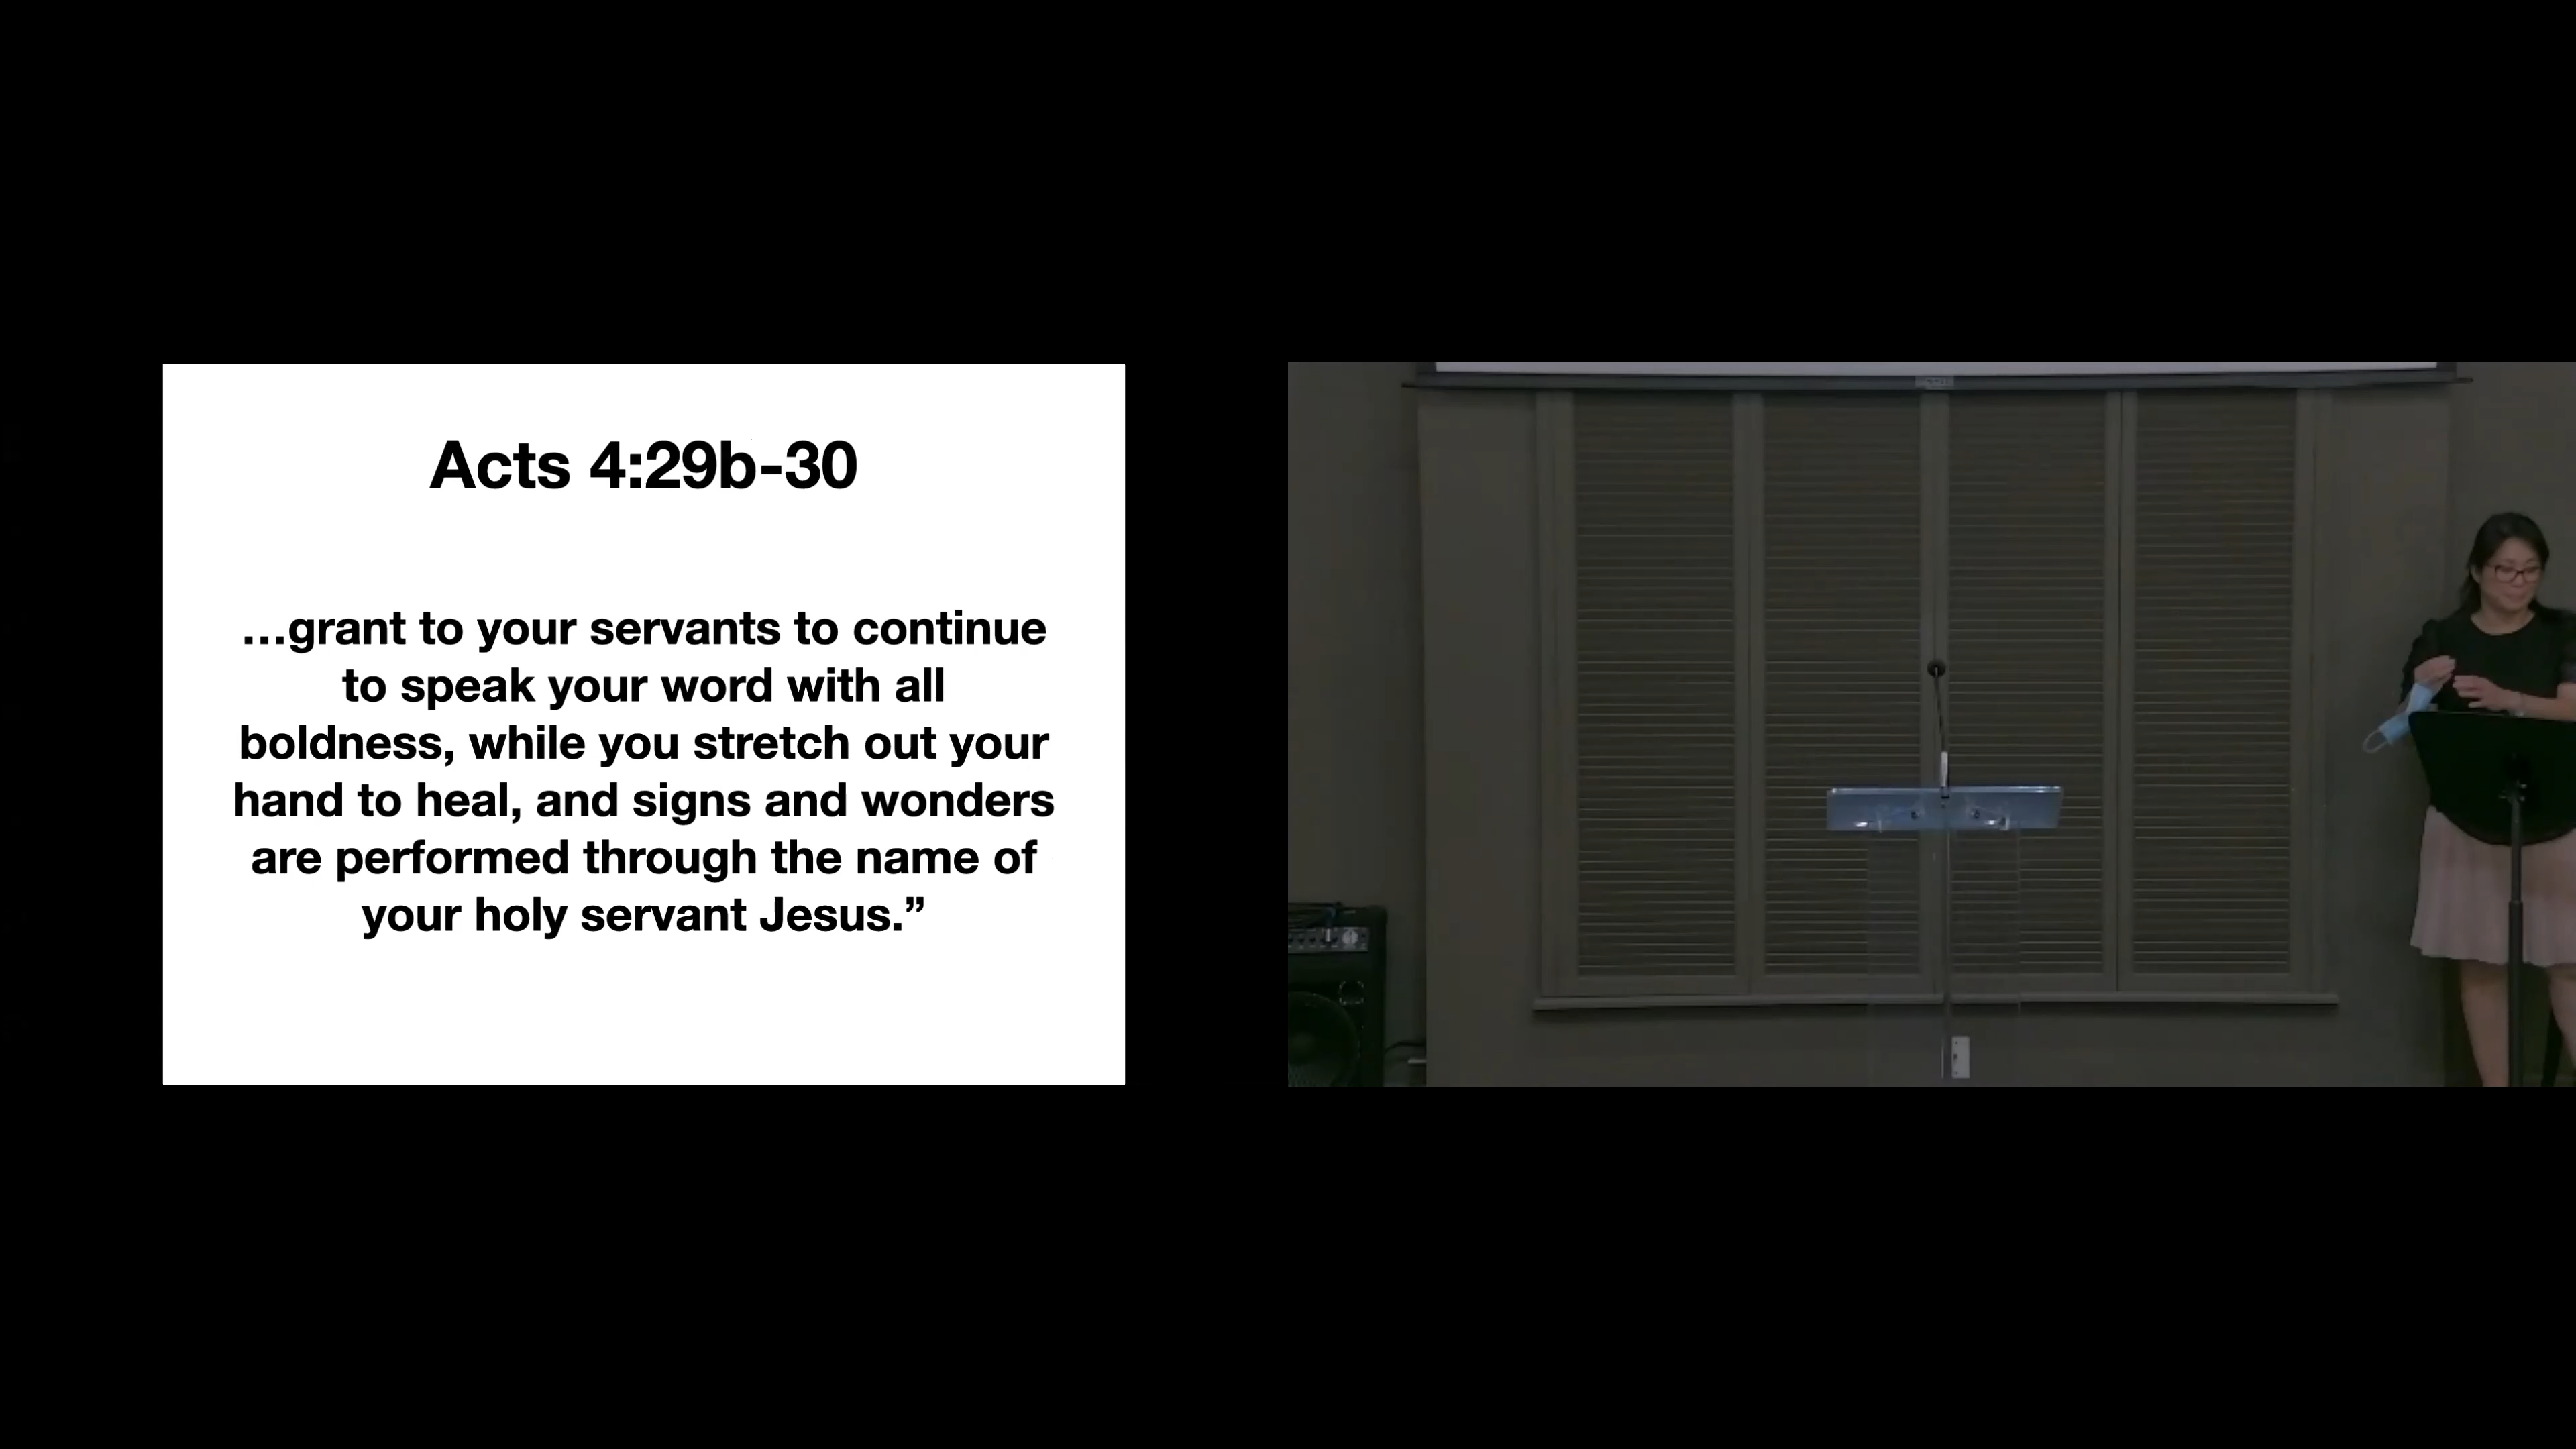 Acts 4:29b-30
…grant to your servants to continue
to speak your word with all
boldness, while you stretch out your
hand to heal, and signs and wonders
are performed through the name of
your holy servant Jesus.”